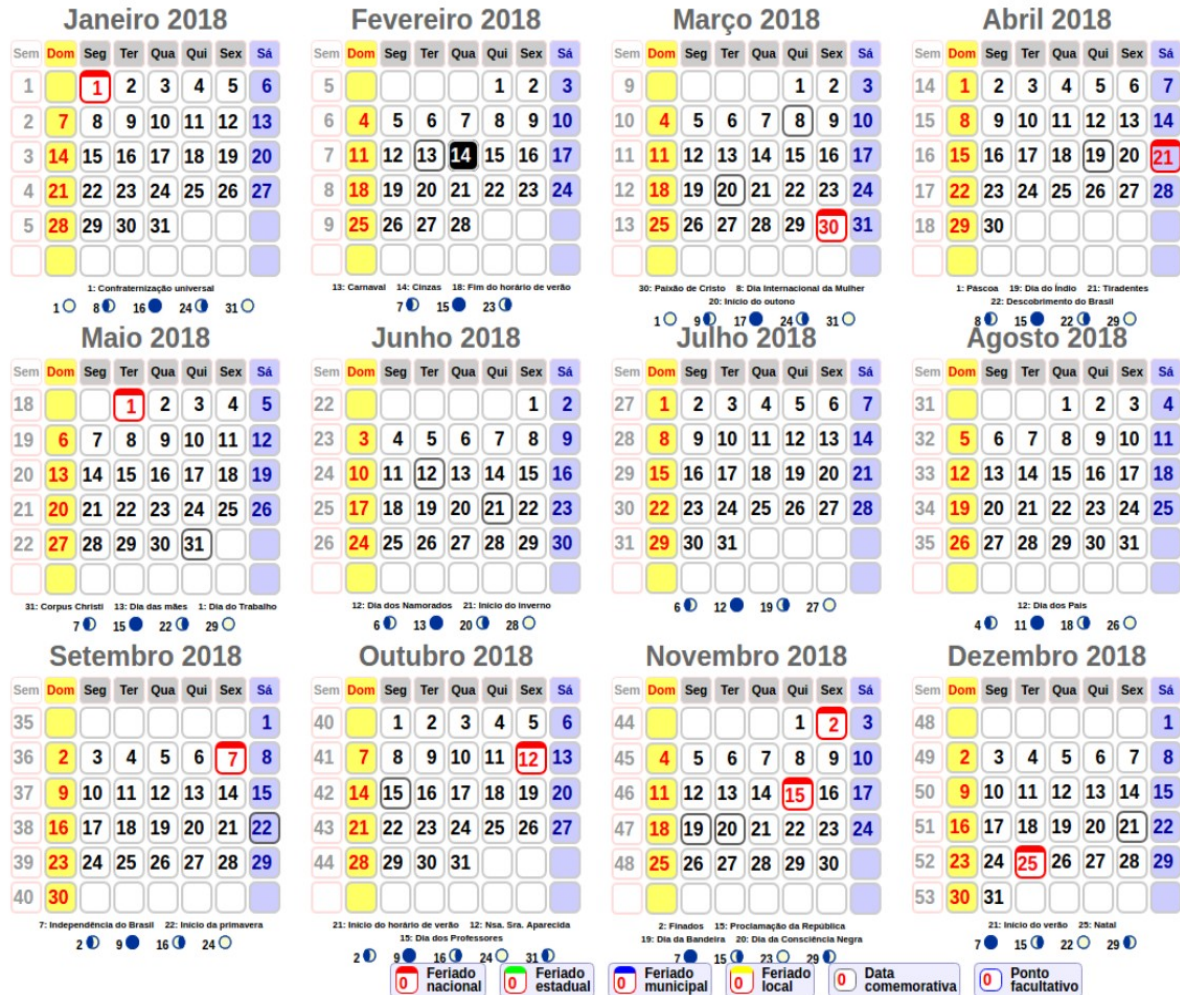 Janeiro 2018
Sem Dom Seg Ter Qua Qui Sex Sá
1 1 2 3 4 5 6
2 7 8 9 10 11 12 13
3 14 15 16 17 18 19 20
4 21 22 23 24 25 26 27
5 28 29 30 31
1: Confraternização universal
1 8 16 24 31
Fevereiro 2018
Sem Dom Seg Ter Qua Qui Sex Sá
5 1 2 3
6 4 5 6 7 8 9 10
7 11 12 13 14 15 16 17
8 18 19 20 21 22 23 24
9 25 26 27 28
13: Carnaval 14: Cinzas 18: Fim do horário de verão
7 15 23
Março 2018
Sem Dom Seg Ter Qua Qui Sex Sá
9 1 2 3
10 4 5 6 7 8 9 10
11 11 12 13 14 15 16 17
12 18 19 20 21 22 23 24
13 25 26 27 28 29 30 31
30: Paixão de Cristo 8: Dia Internacional da Mulher
20: Início do outono
1 9 17 24 31
Abril 2018
Sem Dom Seg Ter Qua Qui Sex Sá
14 1 2 3 4 5 6 7
15 8 9 10 11 12 13 14
16 15 16 17 18 19 20 21
17 22 23 24 25 26 27 28
18 29 30
1: Páscoa 19: Dia do Índio 21: Tiradentes
22: Descobrimento do Brasil
8 15 22 29
Maio 2018
Sem Dom Seg Ter Qua Qui Sex Sá
18 1 2 3 4 5
19 6 7 8 9 10 11 12
20 13 14 15 16 17 18 19
21 20 21 22 23 24 25 26
22 27 28 29 30 31
31: Corpus Christi 13: Dia das mães 1: Dia do Trabalho
7 15 22 29
Junho 2018
Sem Dom Seg Ter Qua Qui Sex Sá
22 1 2
23 3 4 5 6 7 8 9
24 10 11 12 13 14 15 16
25 17 18 19 20 21 22 23
26 24 25 26 27 28 29 30
12: Dia dos Namorados 21: Início do inverno
6 13 20 28
Julho 2018
Sem Dom Seg Ter Qua Qui Sex Sá
27 1 2 3 4 5 6 7
28 8 9 10 11 12 13 14
29 15 16 17 18 19 20 21
30 22 23 24 25 26 27 28
31 29 30 31
6 12 19 27
Agosto 2018
Sem Dom Seg Ter Qua Qui Sex Sá
31 1 2 3 4
32 5 6 7 8 9 10 11
33 12 13 14 15 16 17 18
34 19 20 21 22 23 24 25
35 26 27 28 29 30 31
12: Dia dos Pais
4 11 18 26
Setembro 2018
Sem Dom Seg Ter Qua Qui Sex Sá
35 1
36 2 3 4 5 6 7 8
37 9 10 11 12 13 14 15
38 16 17 18 19 20 21 22
39 23 24 25 26 27 28 29
40 30
7: Independência do Brasil 22: Início da primavera
2 9 16 24
Outubro 2018
Sem Dom Seg Ter Qua Qui Sex Sá
40 1 2 3 4 5 6
41 7 8 9 10 11 12 13
42 14 15 16 17 18 19 20
43 21 22 23 24 25 26 27
44 28 29 30 31
21: Início do horário de verão 12: Nsa. Sra. Aparecida
15: Dia dos Professores
2 9 16 24 31
Novembro 2018
Sem Dom Seg Ter Qua Qui Sex Sá
44 1 2 3
45 4 5 6 7 8 9 10
46 11 12 13 14 15 16 17
47 18 19 20 21 22 23 24
48 25 26 27 28 29 30
2: Finados 15: Proclamação da República
19: Dia da Bandeira 20: Dia da Consciência Negra
7 15 23 29
Dezembro 2018
Sem Dom Seg Ter Qua Qui Sex Sá
48 1
49 2 3 4 5 6 7 8
50 9 10 11 12 13 14 15
51 16 17 18 19 20 21 22
52 23 24 25 26 27 28 29
53 30 31
21: Início do verão 25: Natal
7 15 22 29
0 Feriado nacional
0 Feriado estadual
0 Feriado municipal
0 Feriado local
0 Data comemorativa
0 Ponto facultativo